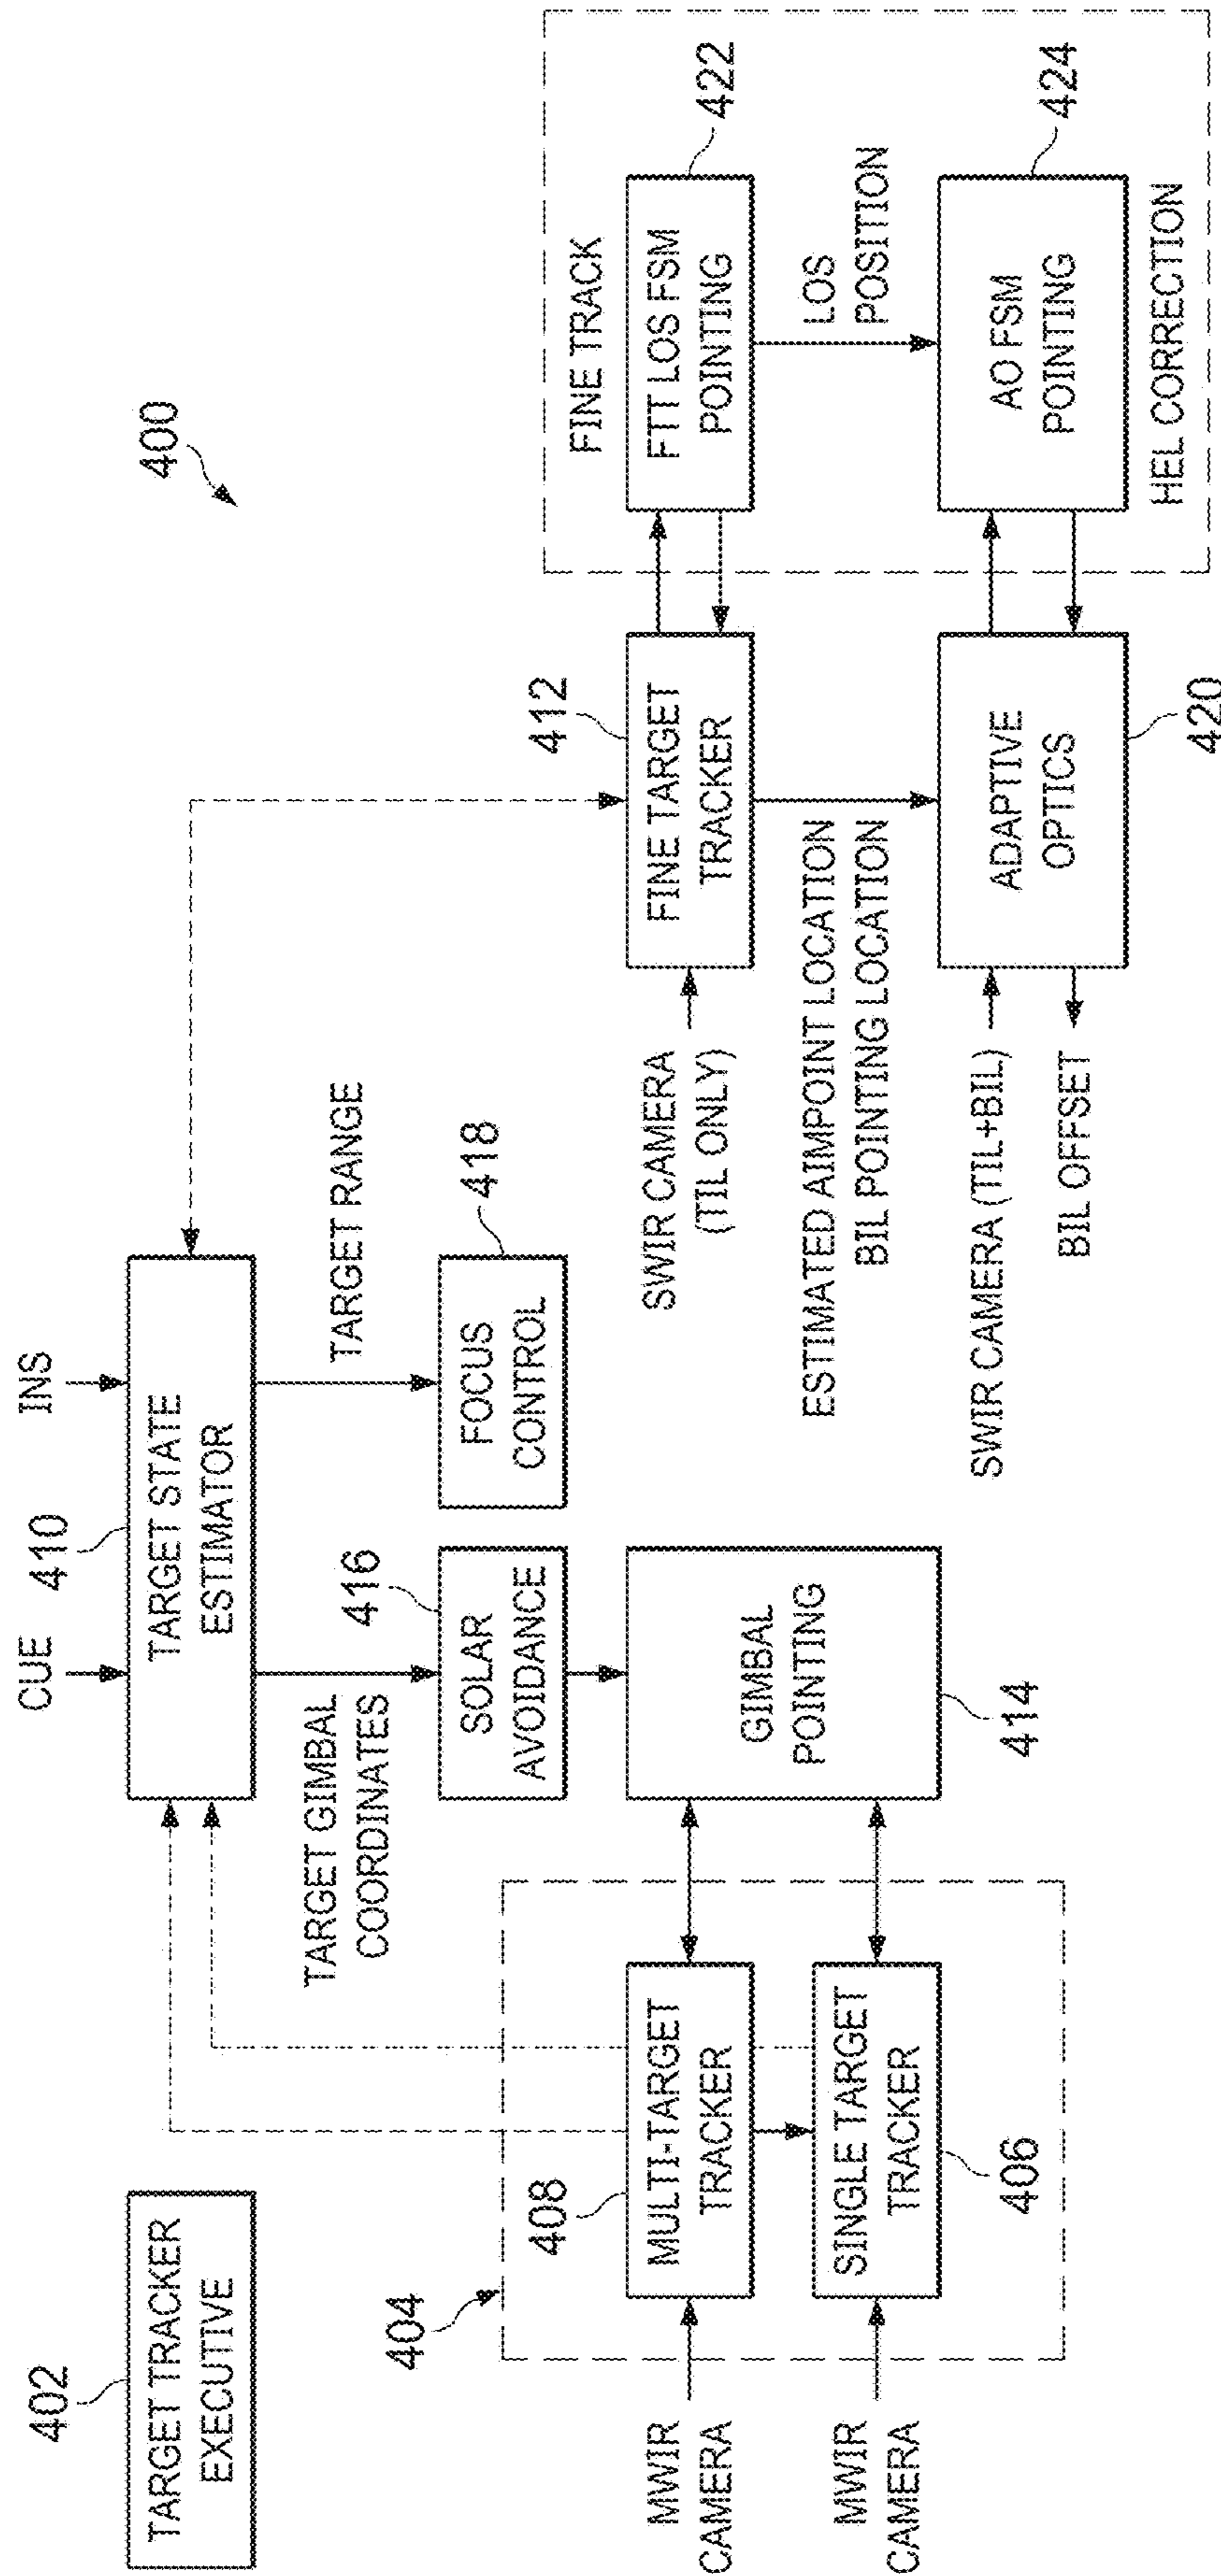 400
402
TARGET TRACKER
EXECUTIVE
CUE
INS
410
TARGET STATE
ESTIMATOR
TARGET GIMBAL
COORDINATES
TARGET RANGE
416
SOLAR
AVOIDANCE
418
FOCUS
CONTROL
404
408
MWIR
CAMERA
MULTI-TARGET
TRACKER
MWIR
CAMERA
SINGLE TARGET
TRACKER
406
GIMBAL
POINTING
414
SWIR CAMERA
(TIL ONLY)
412
FINE TARGET
TRACKER
ESTIMATED AIMPOINT LOCATION
BIL POINTING LOCATION
SWIR CAMERA (TIL+BIL)
BIL OFFSET
ADAPTIVE
OPTICS
420
FINE TRACK
FTT LOS FSM
POINTING
422
LOS
POSITION
AO FSM
POINTING
424
HEL CORRECTION